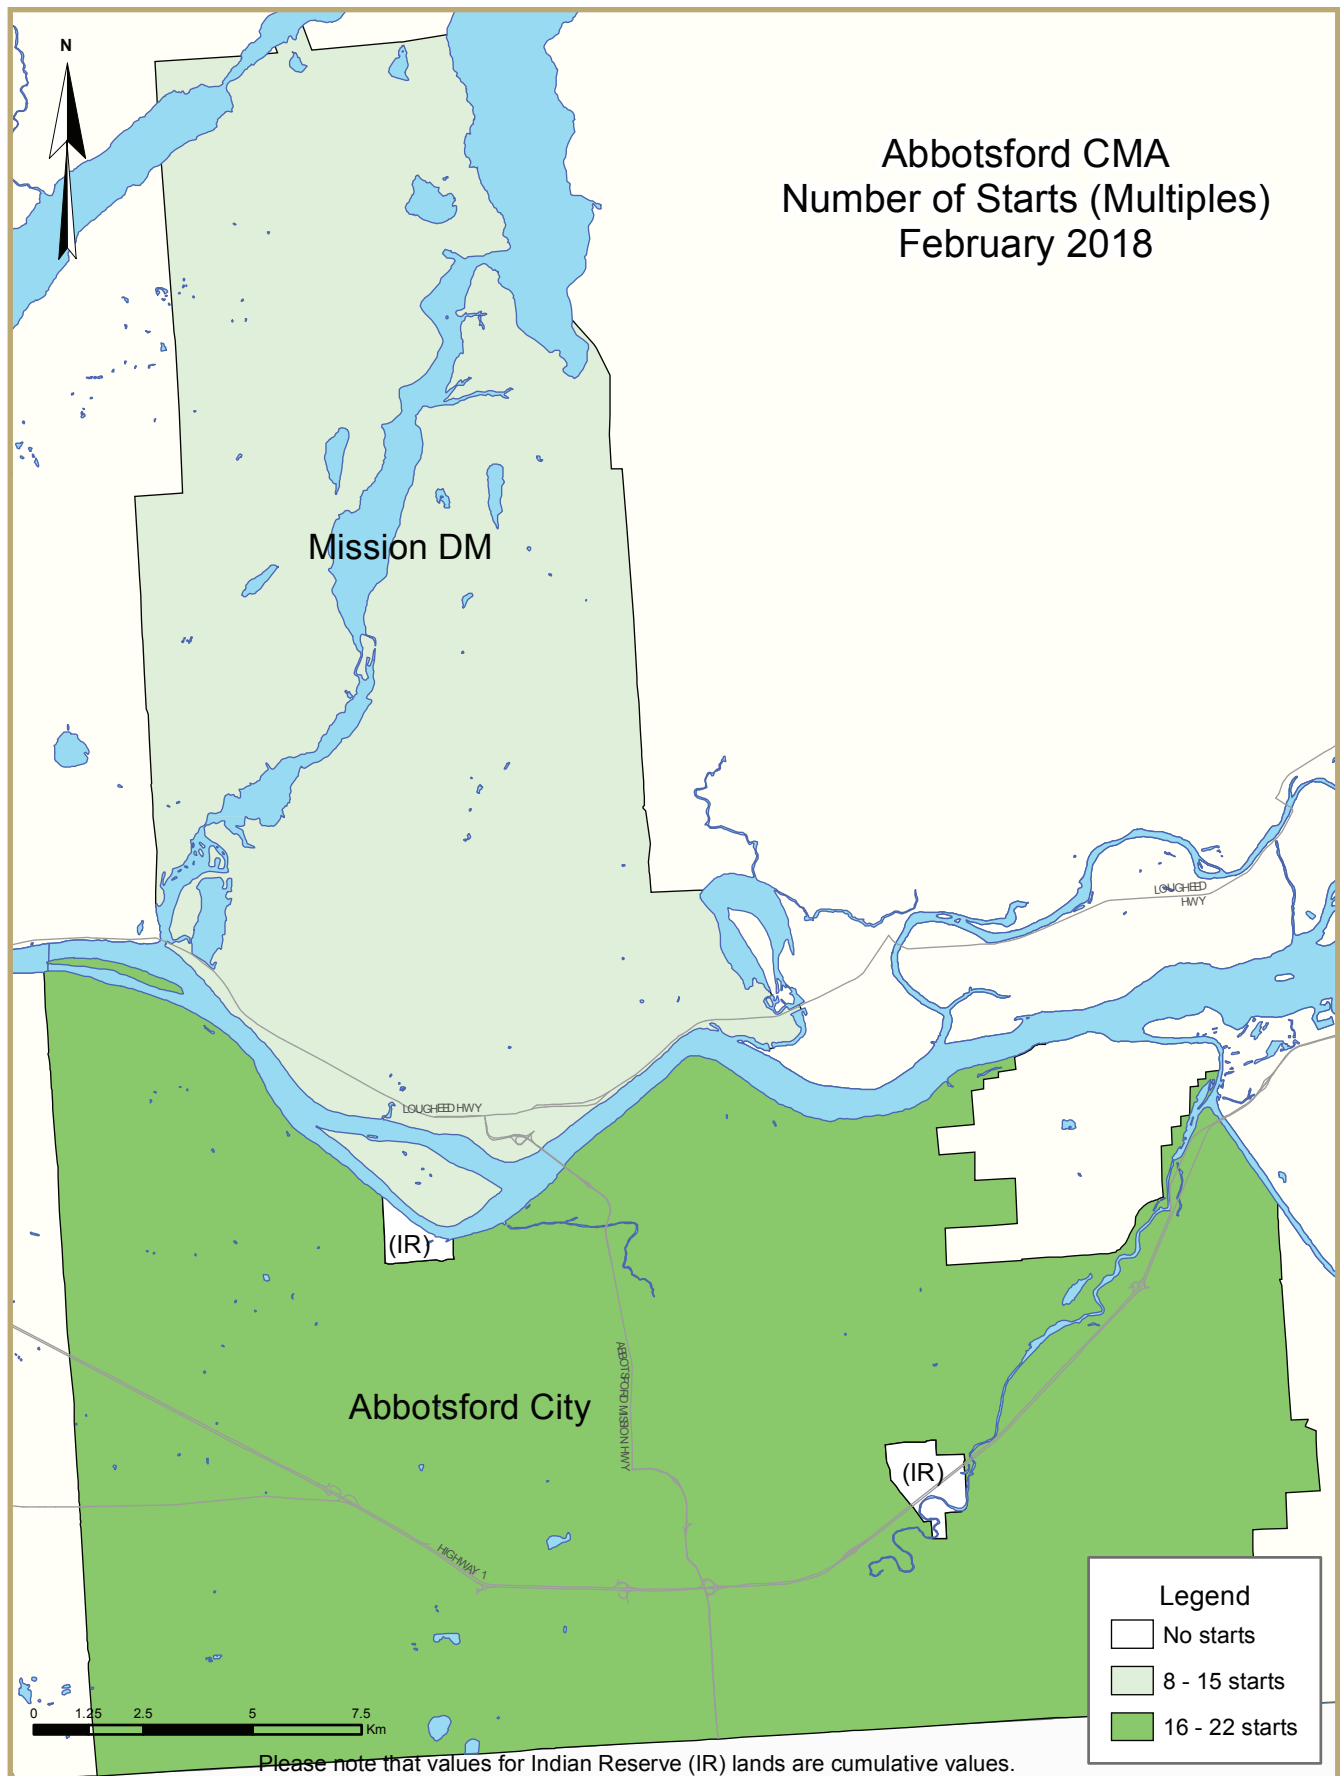 N
Abbotsford CMA
Number of Starts (Multiples)
February 2018
Mission DM
LOUGHEED
HWY
LOUGHEED HWY
(IR)
ABBOTSFORD MISSION HWY
Abbotsford City
(IR)
HIGHWAY 1
Legend
No starts
8 - 15 starts
16 - 22 starts
0 1.25 2.5 5 7.5
Km
Please note that values for Indian Reserve (IR) lands are cumulative values.